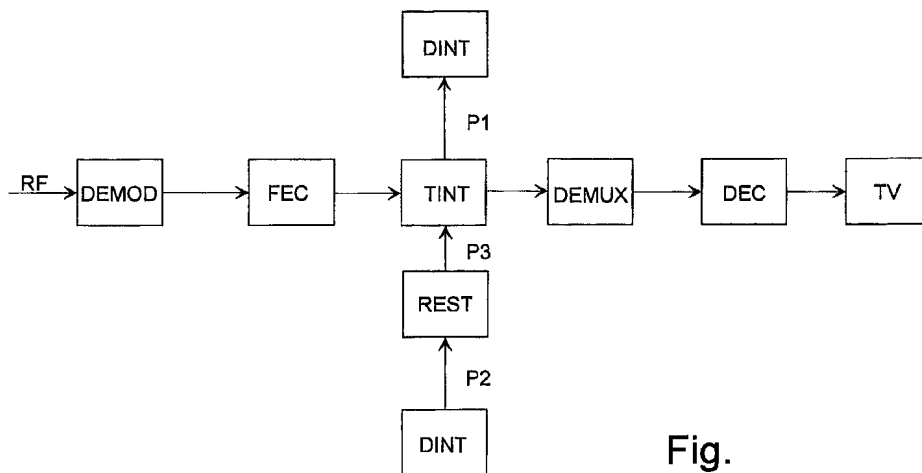 DINT
P1
RF
DEMOD
FEC
TINT
DEMUX
DEC
TV
P3
REST
P2
DINT
Fig.